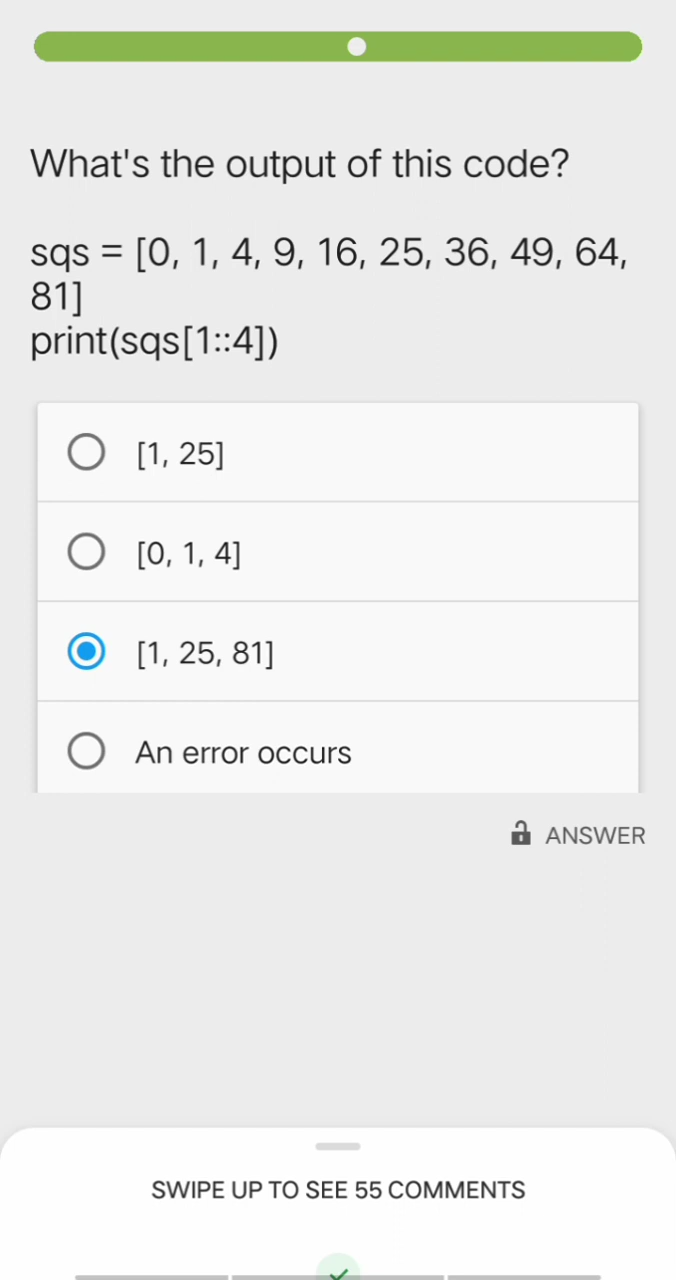 What's the output of this code?
sqs = [0, 1, 4, 9, 16, 25, 36, 49, 64,
81]
print(sqs[1::4])
[1, 25]
[0, 1, 4]
[1, 25, 81]
An error occurs
ANSWER
SWIPE UP TO SEE 55 COMMENTS